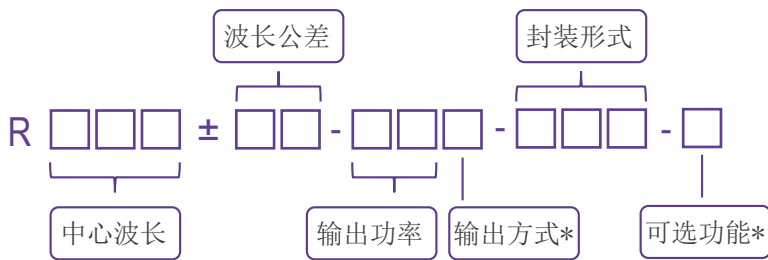 波长公差
封装形式
R □□□ ± □□ - □□□ - □□□ - □
中心波长
输出功率
输出方式*
可选功能*